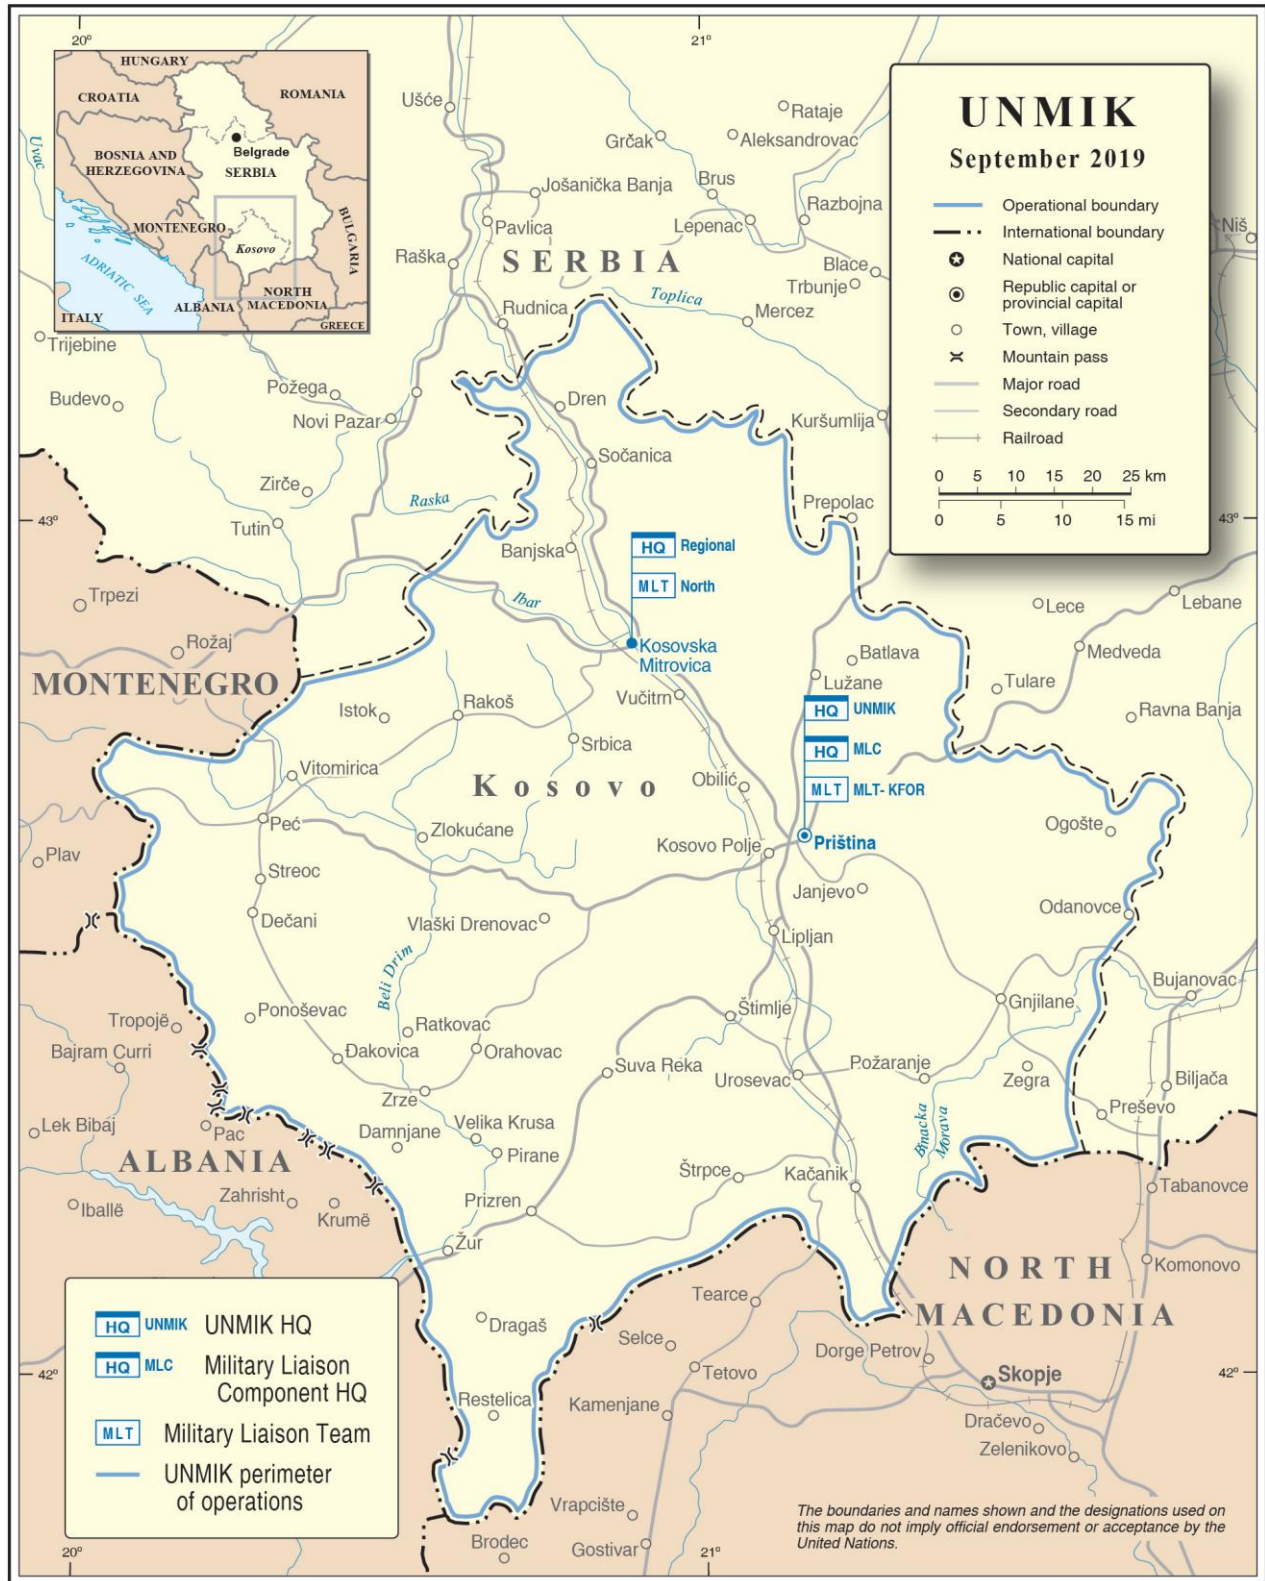 20°
21°
HUNGARY
CROATIA
ROMANIA
Belgrade
BOSNIA AND
HERZEGOVINA
SERBIA
MONTENEGRO
Kosovo
BULGARIA
ADRIATIC SEA
ALBANIA
NORTH
MACEDONIA
ITALY
GREECE
UNMIK
September 2019
Operational boundary
International boundary
National capital
Republic capital or
provincial capital
Town, village
Mountain pass
Major road
Secondary road
Railroad
0 5 10 15 20 25 km
0 5 10 15 mi
Uvac
Ušće
Rataje
Grčak
Aleksandrovac
Jošanička Banja
Brus
Pavlica
Lepenac
Razbojna
Niš
Raška
SERBIA
Blace
Trbunje
Toplica
Rudnica
Mercez
Trijebine
Požega
Budevo
Dren
Novi Pazar
Kuršumlija
Sočanica
Zirče
Raska
Prepolac
Tutin
43°
43°
Banjska
HQ Regional
MLT North
Trpezi
Ibar
Lece
Lebane
Rožaj
Kosovska
Mitrovica
Batlava
Medveda
MONTENEGRO
Lužane
Tulare
Istok
Rakoš
Vučitrn
HQ UNMIK
Ravna Banja
Srbica
HQ MLC
Vitomirica
Kosovo
Obilić
MLT MLT- KFOR
Peć
Zlokućane
Ogošte
Kosovo Polje
Priština
Plav
Streoc
Janjevo
Dečani
Vlaški Drenovac
Odanovce
Lipljan
Beli Drim
Bujanovac
Ponoševac
Štimlje
Gnjilane
Tropojë
Ratkovac
Bajram Curri
Đakovica
Orahovac
Suva Reka
Požaranje
Urosevac
Zegra
Biljača
Zrze
Preševo
Lek Bibaj
Pac
Velika Krusa
Damnjane
Binacka
Morava
ALBANIA
Pirane
Štrpce
Kačanik
Zahrisht
Prizren
Tabanovce
Iballë
Krumë
Žur
Komonovo
NORTH
MACEDONIA
Tearce
Dragaš
Selce
Dorge Petrov
42°
Tetovo
Skopje
42°
Restelica
Kamenjane
Dračevo
Zelenikovo
Vrapcište
Brodec
Gostivar
HQ UNMIK UNMIK HQ
HQ MLC Military Liaison
Component HQ
MLT Military Liaison Team
UNMIK perimeter
of operations
The boundaries and names shown and the designations used on
this map do not imply official endorsement or acceptance by the
United Nations.
20°
21°